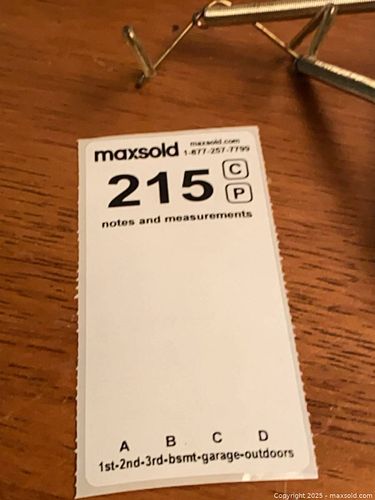 maxsold maxsold.com
1-877-257-7799
215 C
P
notes and measurements
A B C D
1st-2nd-3rd-bsmt-garage-outdoors
Copyright 2025 - maxsold.com